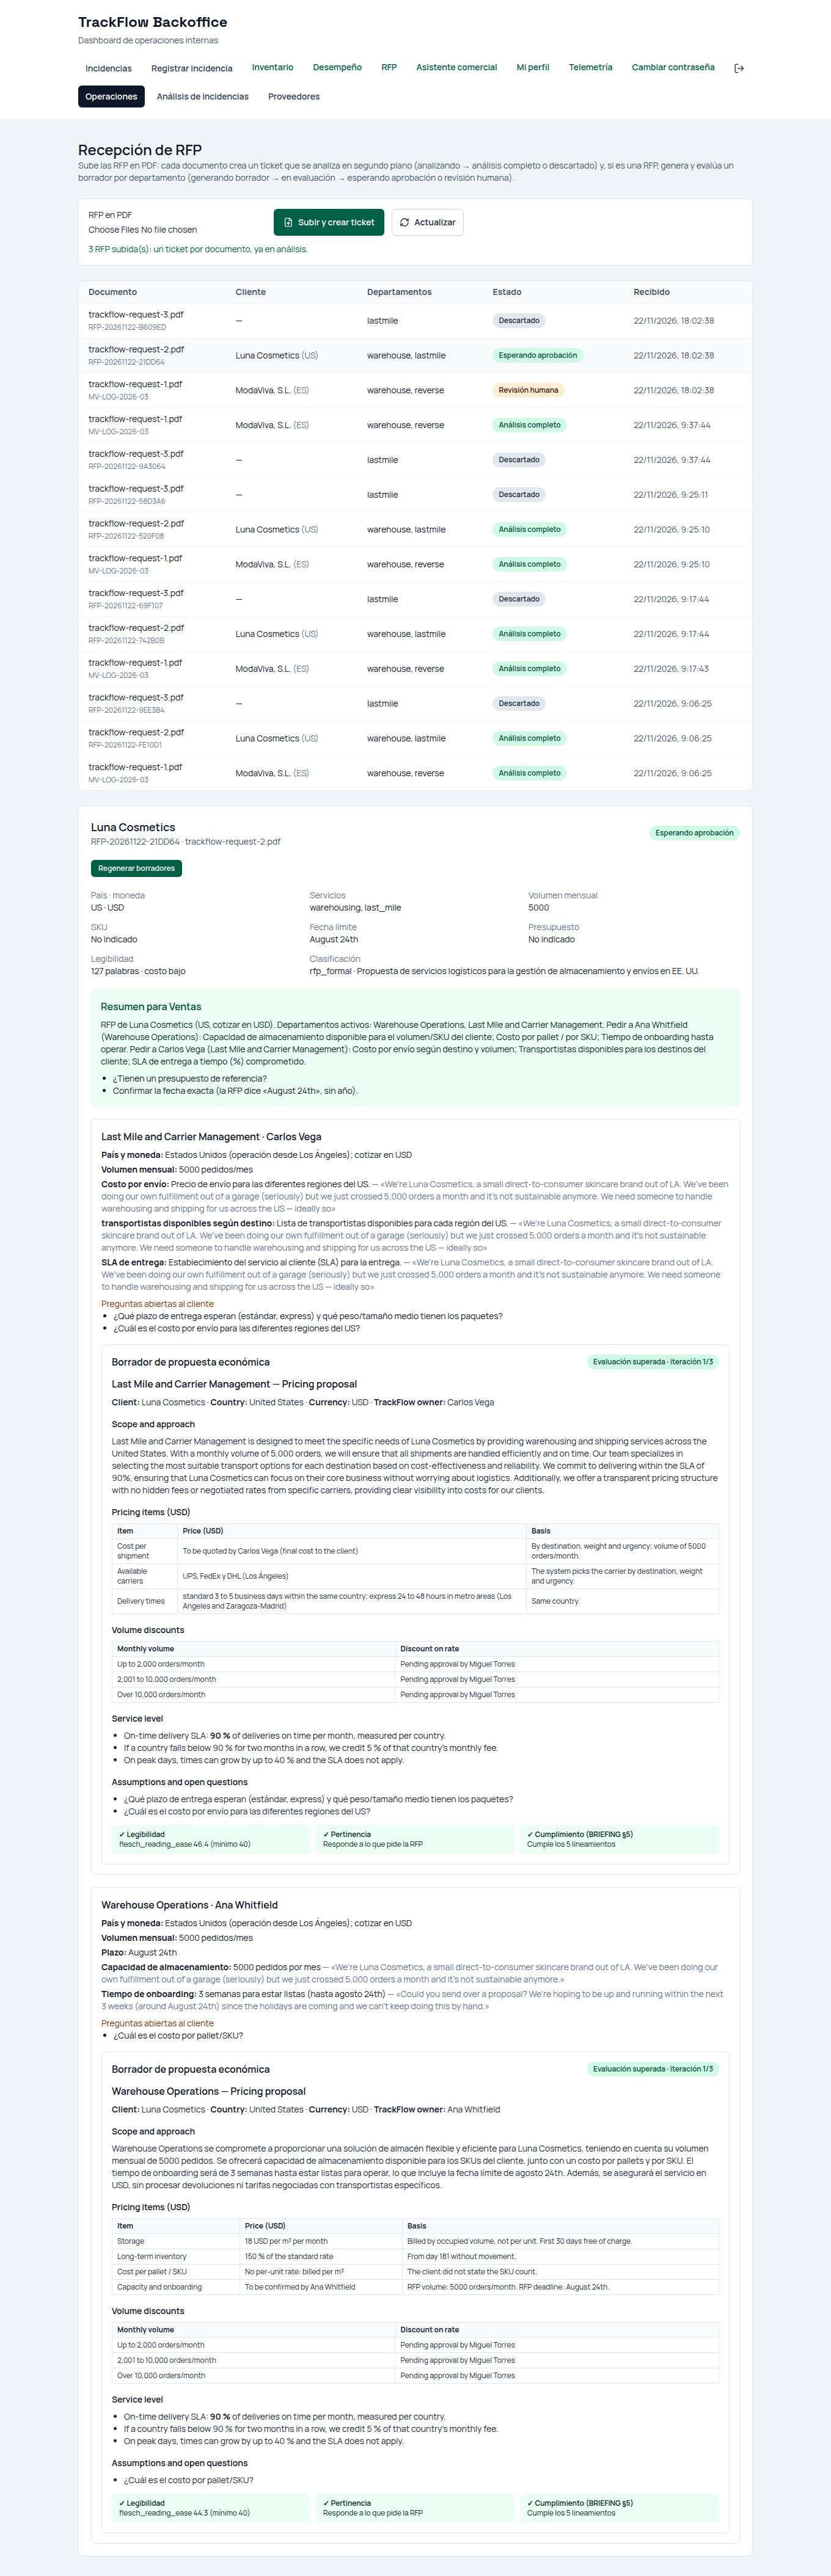 TrackFlow Backoffice
Dashboard de operaciones internas
Incidencias Registrar incidencia Inventario Desempeño RFP Asistente comercial Mi perfil Telemetría Cambiar contraseña
Operaciones Análisis de incidencias Proveedores
Recepción de RFP
Sube las RFP en PDF: cada documento crea un ticket que se analiza en segundo plano (analizando → análisis completo o descartado) y, si es una RFP, genera y evalúa un
borrador por departamento (generando borrador → en evaluación → esperando aprobación o revisión humana).
RFP en PDF
Choose Files No file chosen
Subir y crear ticket
Actualizar
3 RFP subida(s): un ticket por documento, ya en análisis.
Documento Cliente Departamentos Estado Recibido
trackflow-request-3.pdf
RFP-20261122-B609ED
— lastmile Descartado 22/11/2026, 18:02:38
trackflow-request-2.pdf
RFP-20261122-21DD64
Luna Cosmetics (US) warehouse, lastmile Esperando aprobación 22/11/2026, 18:02:38
trackflow-request-1.pdf
MV-LOG-2026-03
ModaViva, S.L. (ES) warehouse, reverse Revisión humana 22/11/2026, 18:02:38
trackflow-request-1.pdf
MV-LOG-2026-03
ModaViva, S.L. (ES) warehouse, reverse Análisis completo 22/11/2026, 9:37:44
trackflow-request-3.pdf
RFP-20261122-9A3064
— lastmile Descartado 22/11/2026, 9:37:44
trackflow-request-3.pdf
RFP-20261122-58D3A6
— lastmile Descartado 22/11/2026, 9:25:11
trackflow-request-2.pdf
RFP-20261122-520F08
Luna Cosmetics (US) warehouse, lastmile Análisis completo 22/11/2026, 9:25:10
trackflow-request-1.pdf
MV-LOG-2026-03
ModaViva, S.L. (ES) warehouse, reverse Análisis completo 22/11/2026, 9:25:10
trackflow-request-3.pdf
RFP-20261122-69F107
— lastmile Descartado 22/11/2026, 9:17:44
trackflow-request-2.pdf
RFP-20261122-742B0B
Luna Cosmetics (US) warehouse, lastmile Análisis completo 22/11/2026, 9:17:44
trackflow-request-1.pdf
MV-LOG-2026-03
ModaViva, S.L. (ES) warehouse, reverse Análisis completo 22/11/2026, 9:17:43
trackflow-request-3.pdf
RFP-20261122-9EE3B4
— lastmile Descartado 22/11/2026, 9:06:25
trackflow-request-2.pdf
RFP-20261122-FE10D1
Luna Cosmetics (US) warehouse, lastmile Análisis completo 22/11/2026, 9:06:25
trackflow-request-1.pdf
MV-LOG-2026-03
ModaViva, S.L. (ES) warehouse, reverse Análisis completo 22/11/2026, 9:06:25
Luna Cosmetics
RFP-20261122-21DD64 · trackflow-request-2.pdf
Esperando aprobación
Regenerar borradores
País · moneda Servicios Volumen mensual
US · USD warehousing, last_mile 5000
SKU Fecha límite Presupuesto
No indicado August 24th No indicado
Legibilidad Clasificación
127 palabras · costo bajo rfp_formal · Propuesta de servicios logísticos para la gestión de almacenamiento y envíos en EE. UU.
Resumen para Ventas
RFP de Luna Cosmetics (US, cotizar en USD). Departamentos activos: Warehouse Operations, Last Mile and Carrier Management. Pedir a Ana Whitfield
(Warehouse Operations): Capacidad de almacenamiento disponible para el volumen/SKU del cliente; Costo por pallet / por SKU; Tiempo de onboarding hasta
operar. Pedir a Carlos Vega (Last Mile and Carrier Management): Costo por envío según destino y volumen; Transportistas disponibles para los destinos del
cliente; SLA de entrega a tiempo (%) comprometido.
• ¿Tienen un presupuesto de referencia?
• Confirmar la fecha exacta (la RFP dice «August 24th», sin año).
Last Mile and Carrier Management · Carlos Vega
País y moneda: Estados Unidos (operación desde Los Ángeles); cotizar en USD
Volumen mensual: 5000 pedidos/mes
Costo por envío: Precio de envío para las diferentes regiones del US. — «We're Luna Cosmetics, a small direct-to-consumer skincare brand out of LA. We've been
doing our own fulfillment out of a garage (seriously) but we just crossed 5,000 orders a month and it's not sustainable anymore. We need someone to handle
warehousing and shipping for us across the US — ideally so»
transportistas disponibles según destino: Lista de transportistas disponibles para cada región del US. — «We're Luna Cosmetics, a small direct-to-consumer
skincare brand out of LA. We've been doing our own fulfillment out of a garage (seriously) but we just crossed 5,000 orders a month and it's not sustainable
anymore. We need someone to handle warehousing and shipping for us across the US — ideally so»
SLA de entrega: Establecimiento del servicio al cliente (SLA) para la entrega. — «We're Luna Cosmetics, a small direct-to-consumer skincare brand out of LA.
We've been doing our own fulfillment out of a garage (seriously) but we just crossed 5,000 orders a month and it's not sustainable anymore. We need someone
to handle warehousing and shipping for us across the US — ideally so»
Preguntas abiertas al cliente
• ¿Qué plazo de entrega esperan (estándar, express) y qué peso/tamaño medio tienen los paquetes?
• ¿Cuál es el costo por envío para las diferentes regiones del US?
Borrador de propuesta económica
Evaluación superada · iteración 1/3
Last Mile and Carrier Management — Pricing proposal
Client: Luna Cosmetics · Country: United States · Currency: USD · TrackFlow owner: Carlos Vega
Scope and approach
Last Mile and Carrier Management is designed to meet the specific needs of Luna Cosmetics by providing warehousing and shipping services across the
United States. With a monthly volume of 5,000 orders, we will ensure that all shipments are handled efficiently and on time. Our team specializes in
selecting the most suitable transport options for each destination based on cost-effectiveness and reliability. We commit to delivering within the SLA of
90%, ensuring that Luna Cosmetics can focus on their core business without worrying about logistics. Additionally, we offer a transparent pricing structure
with no hidden fees or negotiated rates from specific carriers, providing clear visibility into costs for our clients.
Pricing items (USD)
Item Price (USD) Basis
Cost per
shipment
To be quoted by Carlos Vega (final cost to the client)
By destination, weight and urgency; volume of 5000
orders/month.
Available
carriers
UPS, FedEx y DHL (Los Ángeles)
The system picks the carrier by destination, weight
and urgency.
Delivery times
standard 3 to 5 business days within the same country; express 24 to 48 hours in metro areas (Los
Angeles and Zaragoza-Madrid)
Same country.
Volume discounts
Monthly volume Discount on rate
Up to 2,000 orders/month Pending approval by Miguel Torres
2,001 to 10,000 orders/month Pending approval by Miguel Torres
Over 10,000 orders/month Pending approval by Miguel Torres
Service level
• On-time delivery SLA: 90 % of deliveries on time per month, measured per country.
• If a country falls below 90 % for two months in a row, we credit 5 % of that country's monthly fee.
• On peak days, times can grow by up to 40 % and the SLA does not apply.
Assumptions and open questions
• ¿Qué plazo de entrega esperan (estándar, express) y qué peso/tamaño medio tienen los paquetes?
• ¿Cuál es el costo por envío para las diferentes regiones del US?
✓ Legibilidad
flesch_reading_ease 46.4 (mínimo 40)
✓ Pertinencia
Responde a lo que pide la RFP
✓ Cumplimiento (BRIEFING §5)
Cumple los 5 lineamientos
Warehouse Operations · Ana Whitfield
País y moneda: Estados Unidos (operación desde Los Ángeles); cotizar en USD
Volumen mensual: 5000 pedidos/mes
Plazo: August 24th
Capacidad de almacenamiento: 5000 pedidos por mes — «We're Luna Cosmetics, a small direct-to-consumer skincare brand out of LA. We've been doing our
own fulfillment out of a garage (seriously) but we just crossed 5,000 orders a month and it's not sustainable anymore.»
Tiempo de onboarding: 3 semanas para estar listas (hasta agosto 24th) — «Could you send over a proposal? We're hoping to be up and running within the next
3 weeks (around August 24th) since the holidays are coming and we can't keep doing this by hand.»
Preguntas abiertas al cliente
• ¿Cuál es el costo por pallet/SKU?
Borrador de propuesta económica
Evaluación superada · iteración 1/3
Warehouse Operations — Pricing proposal
Client: Luna Cosmetics · Country: United States · Currency: USD · TrackFlow owner: Ana Whitfield
Scope and approach
Warehouse Operations se compromete a proporcionar una solución de almacén flexible y eficiente para Luna Cosmetics, teniendo en cuenta su volumen
mensual de 5000 pedidos. Se ofrecerá capacidad de almacenamiento disponible para los SKUs del cliente, junto con un costo por pallets y por SKU. El
tiempo de onboarding será de 3 semanas hasta estar listas para operar, lo que incluye la fecha límite de agosto 24th. Además, se asegurará el servicio en
USD, sin procesar devoluciones ni tarifas negociadas con transportistas específicos.
Pricing items (USD)
Item Price (USD) Basis
Storage 18 USD per m³ per month Billed by occupied volume, not per unit. First 30 days free of charge.
Long-term inventory 150 % of the standard rate From day 181 without movement.
Cost per pallet / SKU No per-unit rate: billed per m³ The client did not state the SKU count.
Capacity and onboarding To be confirmed by Ana Whitfield RFP volume: 5000 orders/month. RFP deadline: August 24th.
Volume discounts
Monthly volume Discount on rate
Up to 2,000 orders/month Pending approval by Miguel Torres
2,001 to 10,000 orders/month Pending approval by Miguel Torres
Over 10,000 orders/month Pending approval by Miguel Torres
Service level
• On-time delivery SLA: 90 % of deliveries on time per month, measured per country.
• If a country falls below 90 % for two months in a row, we credit 5 % of that country's monthly fee.
• On peak days, times can grow by up to 40 % and the SLA does not apply.
Assumptions and open questions
• ¿Cuál es el costo por pallet/SKU?
✓ Legibilidad
flesch_reading_ease 44.3 (mínimo 40)
✓ Pertinencia
Responde a lo que pide la RFP
✓ Cumplimiento (BRIEFING §5)
Cumple los 5 lineamientos